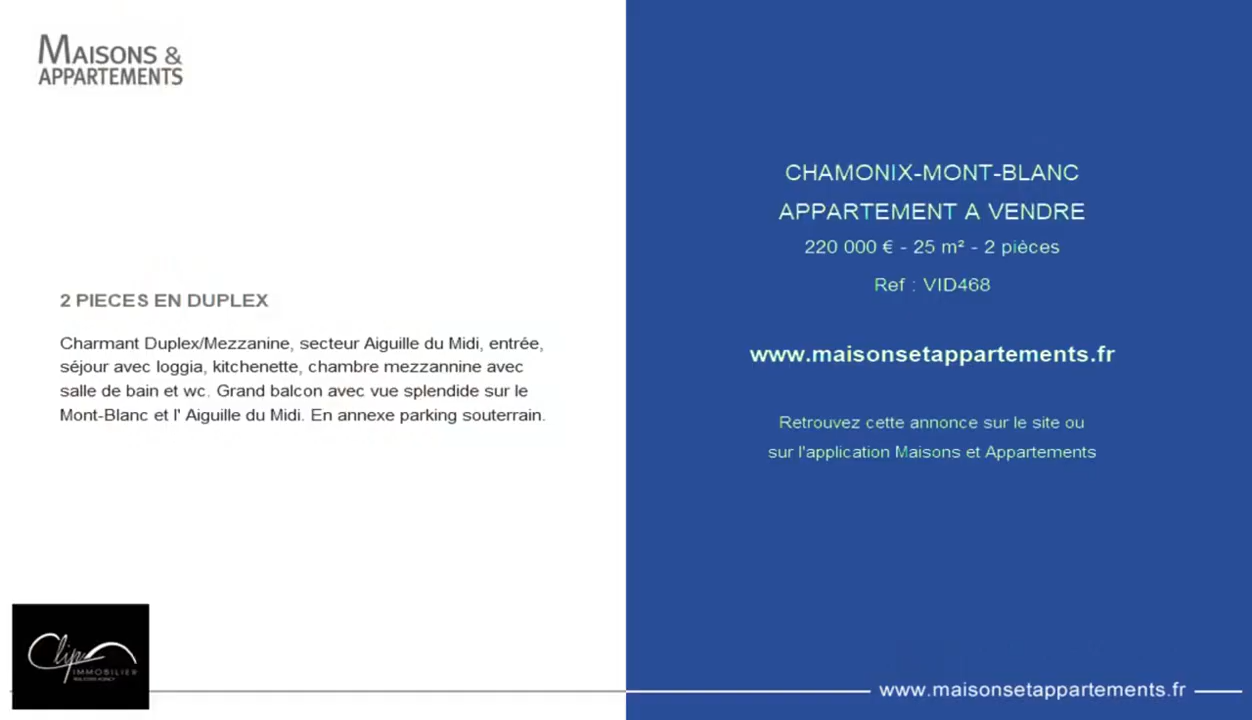 MAISONS &
APPARTEMENTS
2 PIECES EN DUPLEX
Charmant Duplex/Mezzanine, secteur Aiguille du Midi, entrée,
séjour avec loggia, kitchenette, chambre mezzannine avec
salle de bain et wc. Grand balcon avec vue splendide sur le
Mont-Blanc et l' Aiguille du Midi. En annexe parking souterrain.
Clip
IMMOBILIER
REAL ESTATE AGENCY
CHAMONIX-MONT-BLANC
APPARTEMENT A VENDRE
220 000 € - 25 m² - 2 pièces
Ref : VID468
www.maisonsetappartements.fr
Retrouvez cette annonce sur le site ou
sur l'application Maisons et Appartements
www.maisonsetappartements.fr